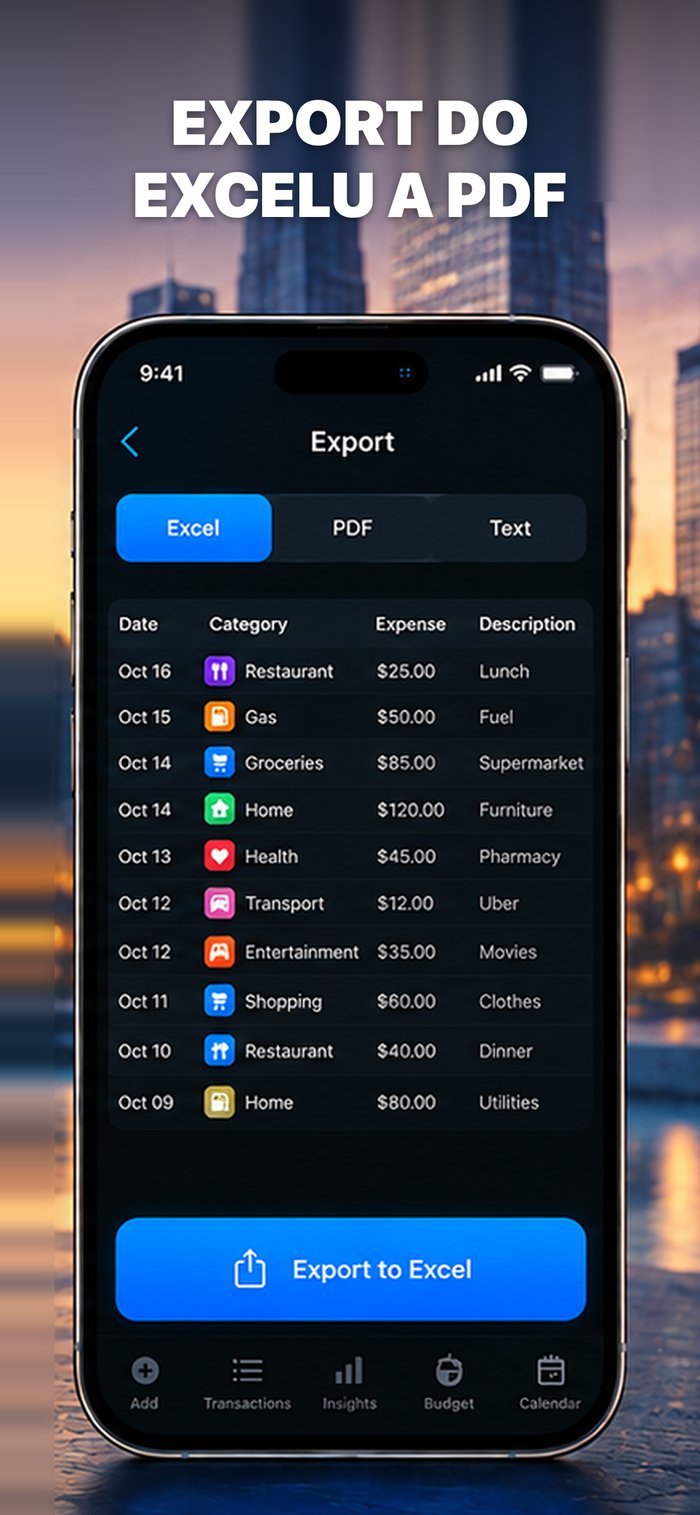 EXPORT DO
EXCELU A PDF
9:41
Export
Excel PDF Text
Date Category Expense Description
Oct 16 Restaurant $25.00 Lunch
Oct 15 Gas $50.00 Fuel
Oct 14 Groceries $85.00 Supermarket
Oct 14 Home $120.00 Furniture
Oct 13 Health $45.00 Pharmacy
Oct 12 Transport $12.00 Uber
Oct 12 Entertainment $35.00 Movies
Oct 11 Shopping $60.00 Clothes
Oct 10 Restaurant $40.00 Dinner
Oct 09 Home $80.00 Utilities
Export to Excel
Add Transactions Insights Budget Calendar